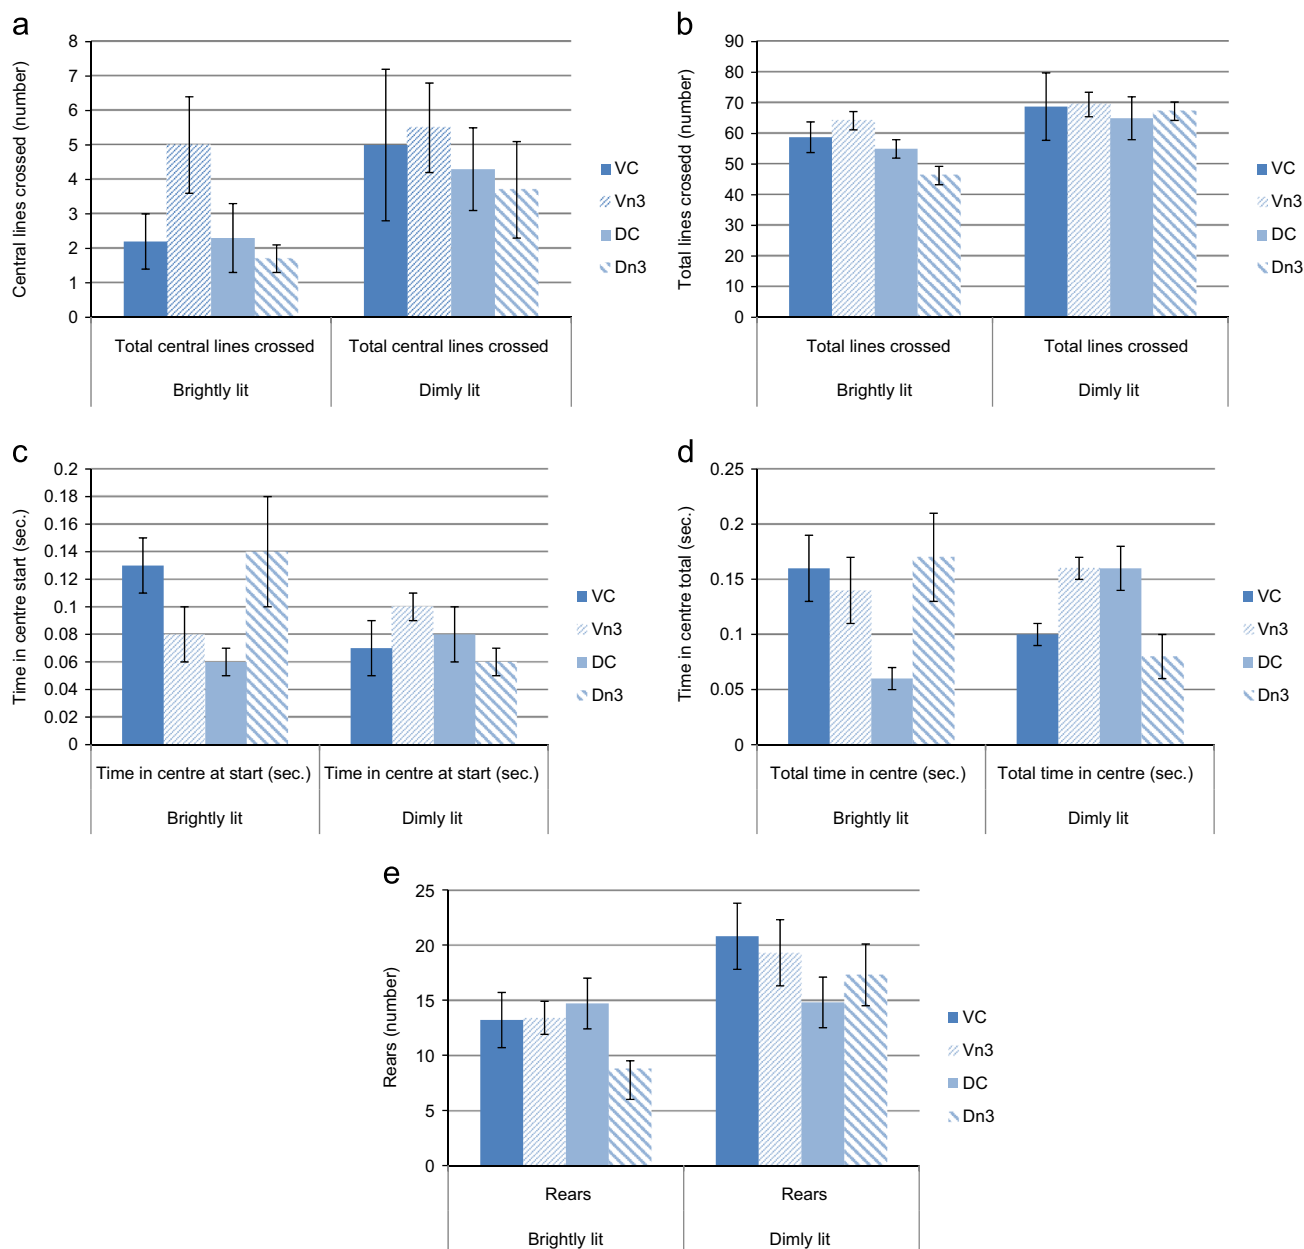 a
Central lines crossed (number)
8
7
6
5
4
3
2
1
0
Total central lines crossed
Total central lines crossed
Brightly lit
Dimly lit
VC
Vn3
DC
Dn3
b
Total lines crosedd (number)
90
80
70
60
50
40
30
20
10
0
Total lines crossed
Total lines crossed
Brightly lit
Dimly lit
VC
Vn3
DC
Dn3
c
Time in centre start (sec.)
0.2
0.18
0.16
0.14
0.12
0.1
0.08
0.06
0.04
0.02
0
Time in centre at start (sec.)
Time in centre at start (sec.)
Brightly lit
Dimly lit
VC
Vn3
DC
Dn3
d
Time in centre total (sec.)
0.25
0.2
0.15
0.1
0.05
0
Total time in centre (sec.)
Total time in centre (sec.)
Brightly lit
Dimly lit
VC
Vn3
DC
Dn3
e
Rears (number)
25
20
15
10
5
0
Rears
Rears
Brightly lit
Dimly lit
VC
Vn3
DC
Dn3